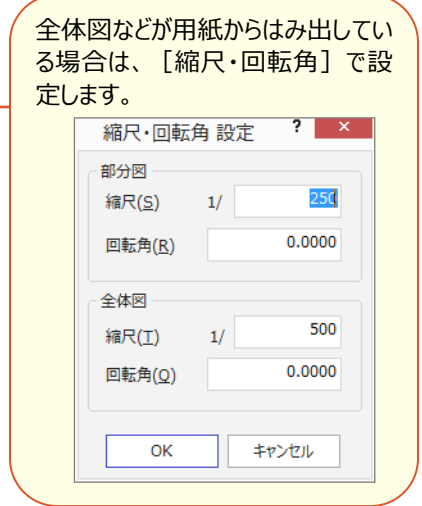 全体図などが用紙からはみ出してい
る場合は、［縮尺・回転角］で設
定します。
縮尺・回転角 設定 ? ×
部分図
縮尺(S) 1/ 250
回転角(R) 0.0000
全体図
縮尺(T) 1/ 500
回転角(Q) 0.0000
OK キャンセル